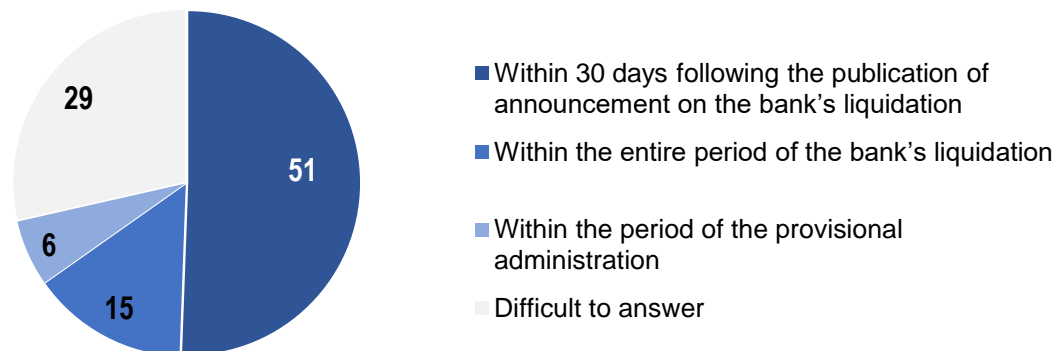 29
51
6
15
Within 30 days following the publication of
announcement on the bank’s liquidation
Within the entire period of the bank’s liquidation
Within the period of the provisional
administration
Difficult to answer